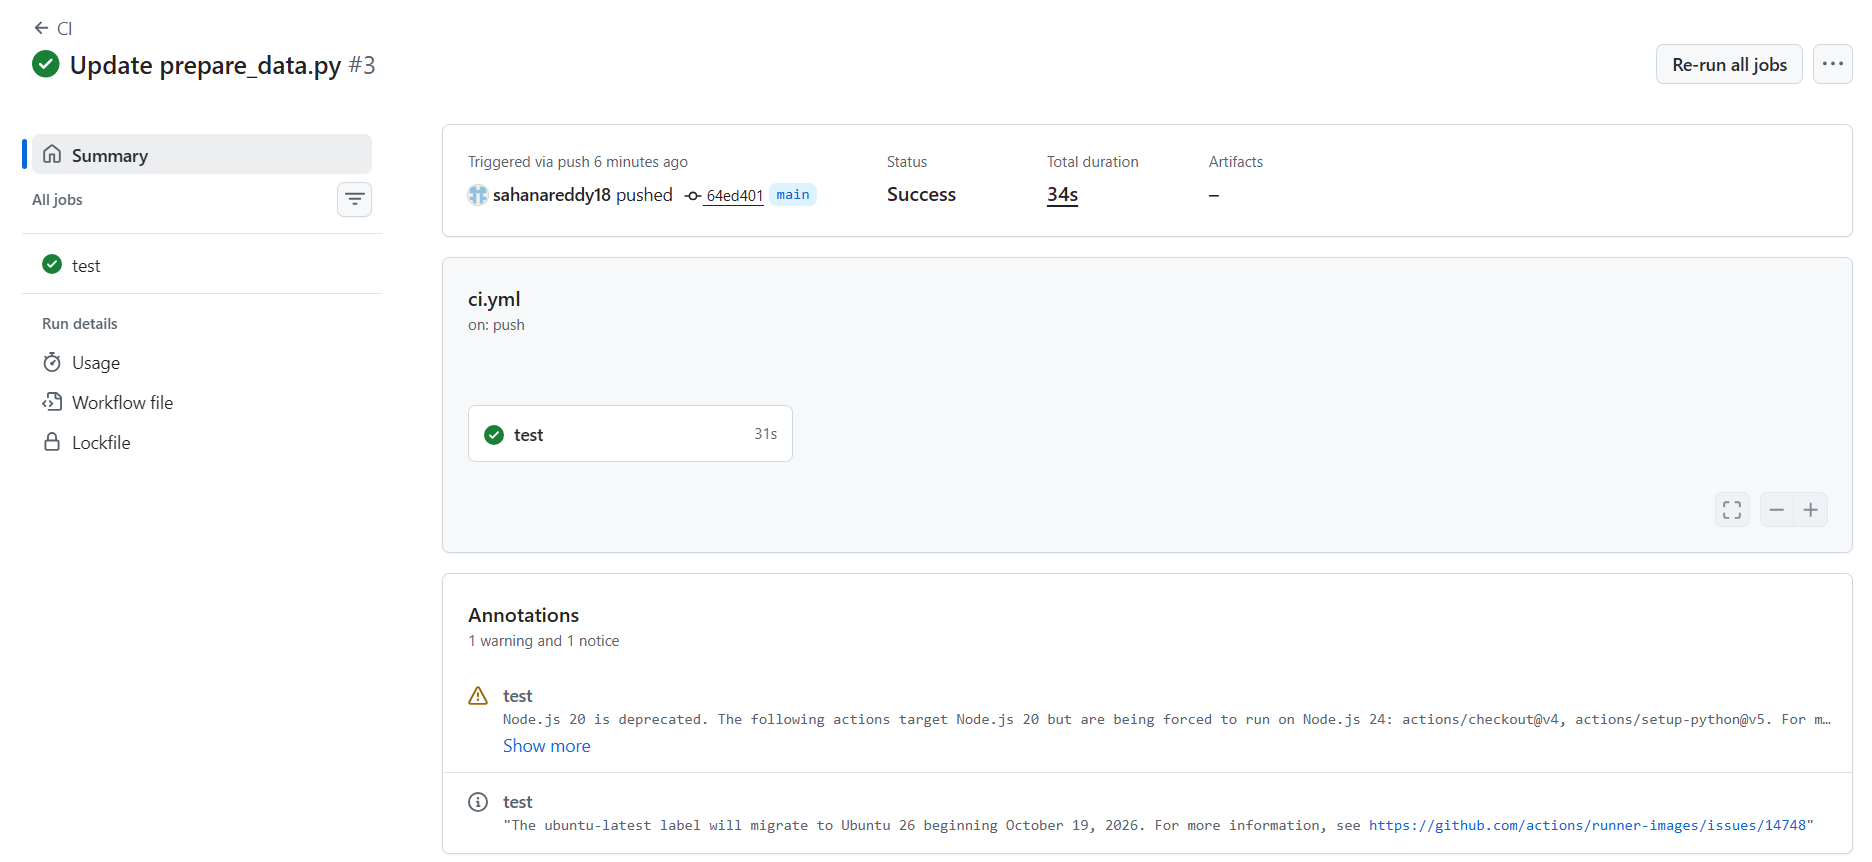 CI
Update prepare_data.py #3
Re-run all jobs
Summary
All jobs
test
Run details
Usage
Workflow file
Lockfile
Triggered via push 6 minutes ago
sahanareddy18 pushed 64ed401 main
Status
Success
Total duration
34s
Artifacts
–
ci.yml
on: push
test 31s
Annotations
1 warning and 1 notice
test
Node.js 20 is deprecated. The following actions target Node.js 20 but are being forced to run on Node.js 24: actions/checkout@v4, actions/setup-python@v5. For m…
Show more
test
"The ubuntu-latest label will migrate to Ubuntu 26 beginning October 19, 2026. For more information, see https://github.com/actions/runner-images/issues/14748"